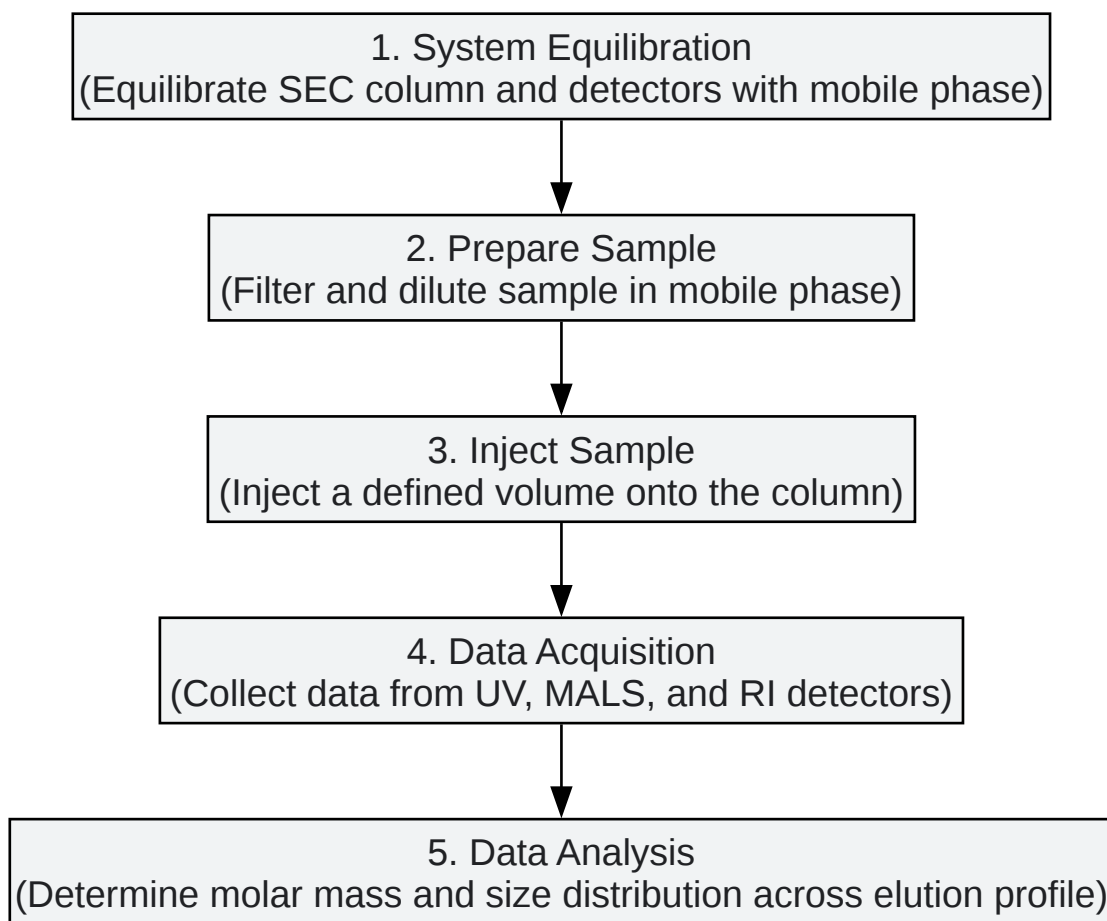 1. System Equilibration
(Equilibrate SEC column and detectors with mobile phase)
2. Prepare Sample
(Filter and dilute sample in mobile phase)
3. Inject Sample
(Inject a defined volume onto the column)
4. Data Acquisition
(Collect data from UV, MALS, and RI detectors)
5. Data Analysis
(Determine molar mass and size distribution across elution profile)